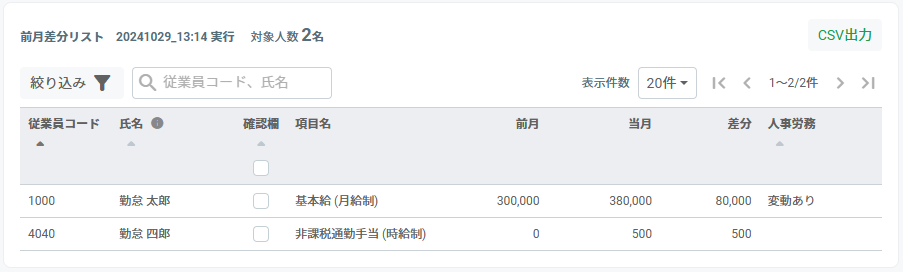 前月差分リスト 20241029_13:14 実行 対象人数 2名 CSV出力
絞り込み 従業員コード、氏名 表示件数 20件 1～2/2件
従業員コード 氏名 確認欄 項目名 前月 当月 差分 人事労務
1000 勤怠 太郎 基本給 (月給制) 300,000 380,000 80,000 変動あり
4040 勤怠 四郎 非課税通勤手当 (時給制) 0 500 500